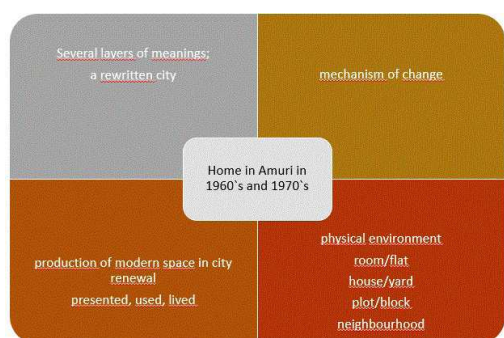 Several layers of meanings;
a rewritten city
mechanism of change
Home in Amuri in
1960`s and 1970`s
production of modern space in city
renewal
presented, used, lived
physical environment
room/flat
house/yard
plot/block
neighbourhood